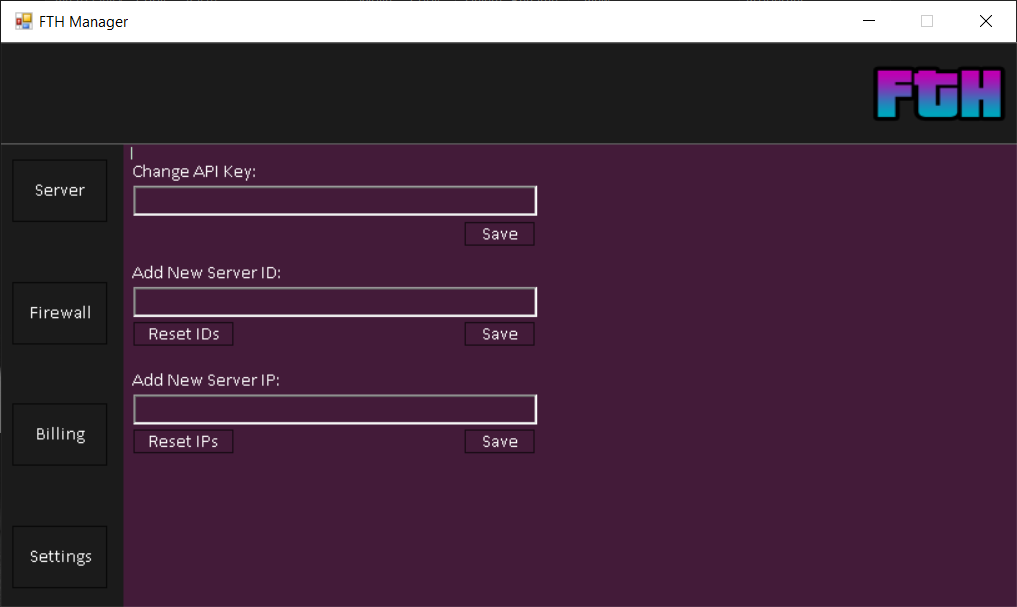 FTH Manager
FTH
Server
Firewall
Billing
Settings
Change API Key:
Save
Add New Server ID:
Reset IDs
Save
Add New Server IP:
Reset IPs
Save